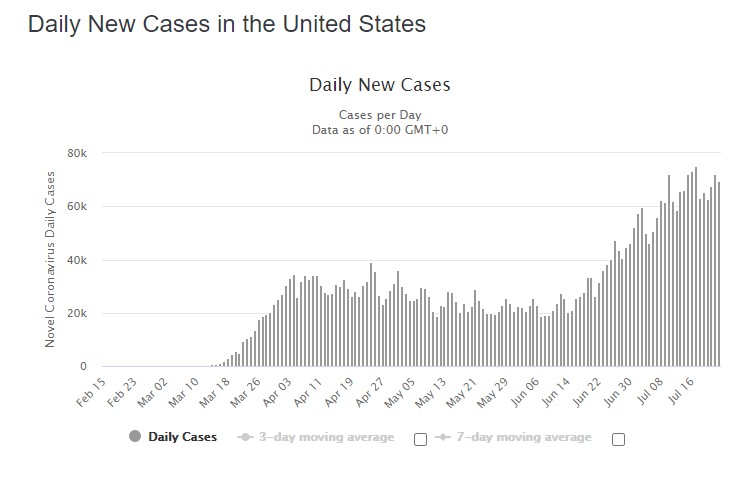 Daily New Cases in the United States
Daily New Cases
Cases per Day
Data as of 0:00 GMT+0
Novel Coronavirus Daily Cases
80k
60k
40k
20k
0
Feb 15
Feb 23
Mar 02
Mar 10
Mar 18
Mar 26
Apr 03
Apr 11
Apr 19
Apr 27
May 05
May 13
May 21
May 29
Jun 06
Jun 14
Jun 22
Jun 30
Jul 08
Jul 16
Daily Cases 3-day moving average 7-day moving average